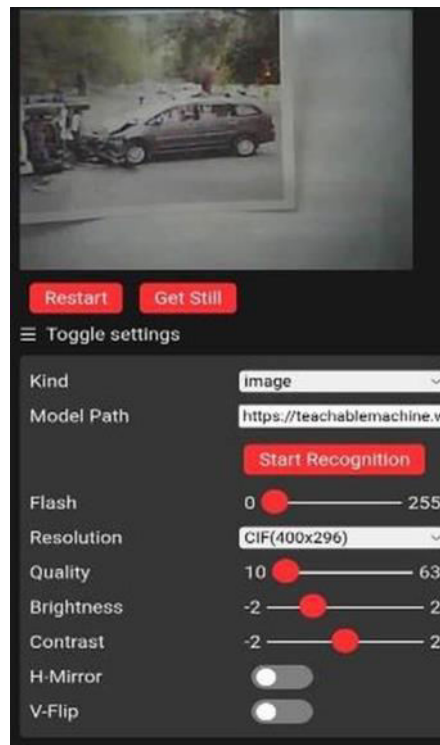 Restart Get Still
☰ Toggle settings
Kind image
Model Path https://teachablemachine.w
Start Recognition
Flash 0 255
Resolution CIF(400x296)
Quality 10 63
Brightness -2 2
Contrast -2 2
H-Mirror
V-Flip